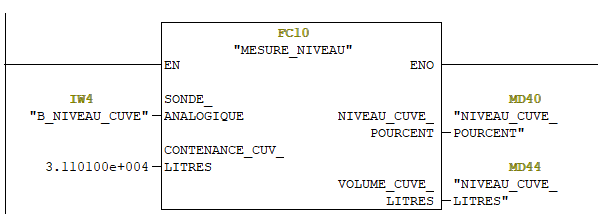 FC10
"MESURE_NIVEAU"
EN ENO
IW4 SONDE_ MD40
"B_NIVEAU_CUVE" ANALOGIQUE NIVEAU_CUVE_ "NIVEAU_CUVE_
POURCENT POURCENT"
CONTENANCE_CUV_
3.110100e+004 LITRES MD44
VOLUME_CUVE_ "NIVEAU_CUVE_
LITRES LITRES"